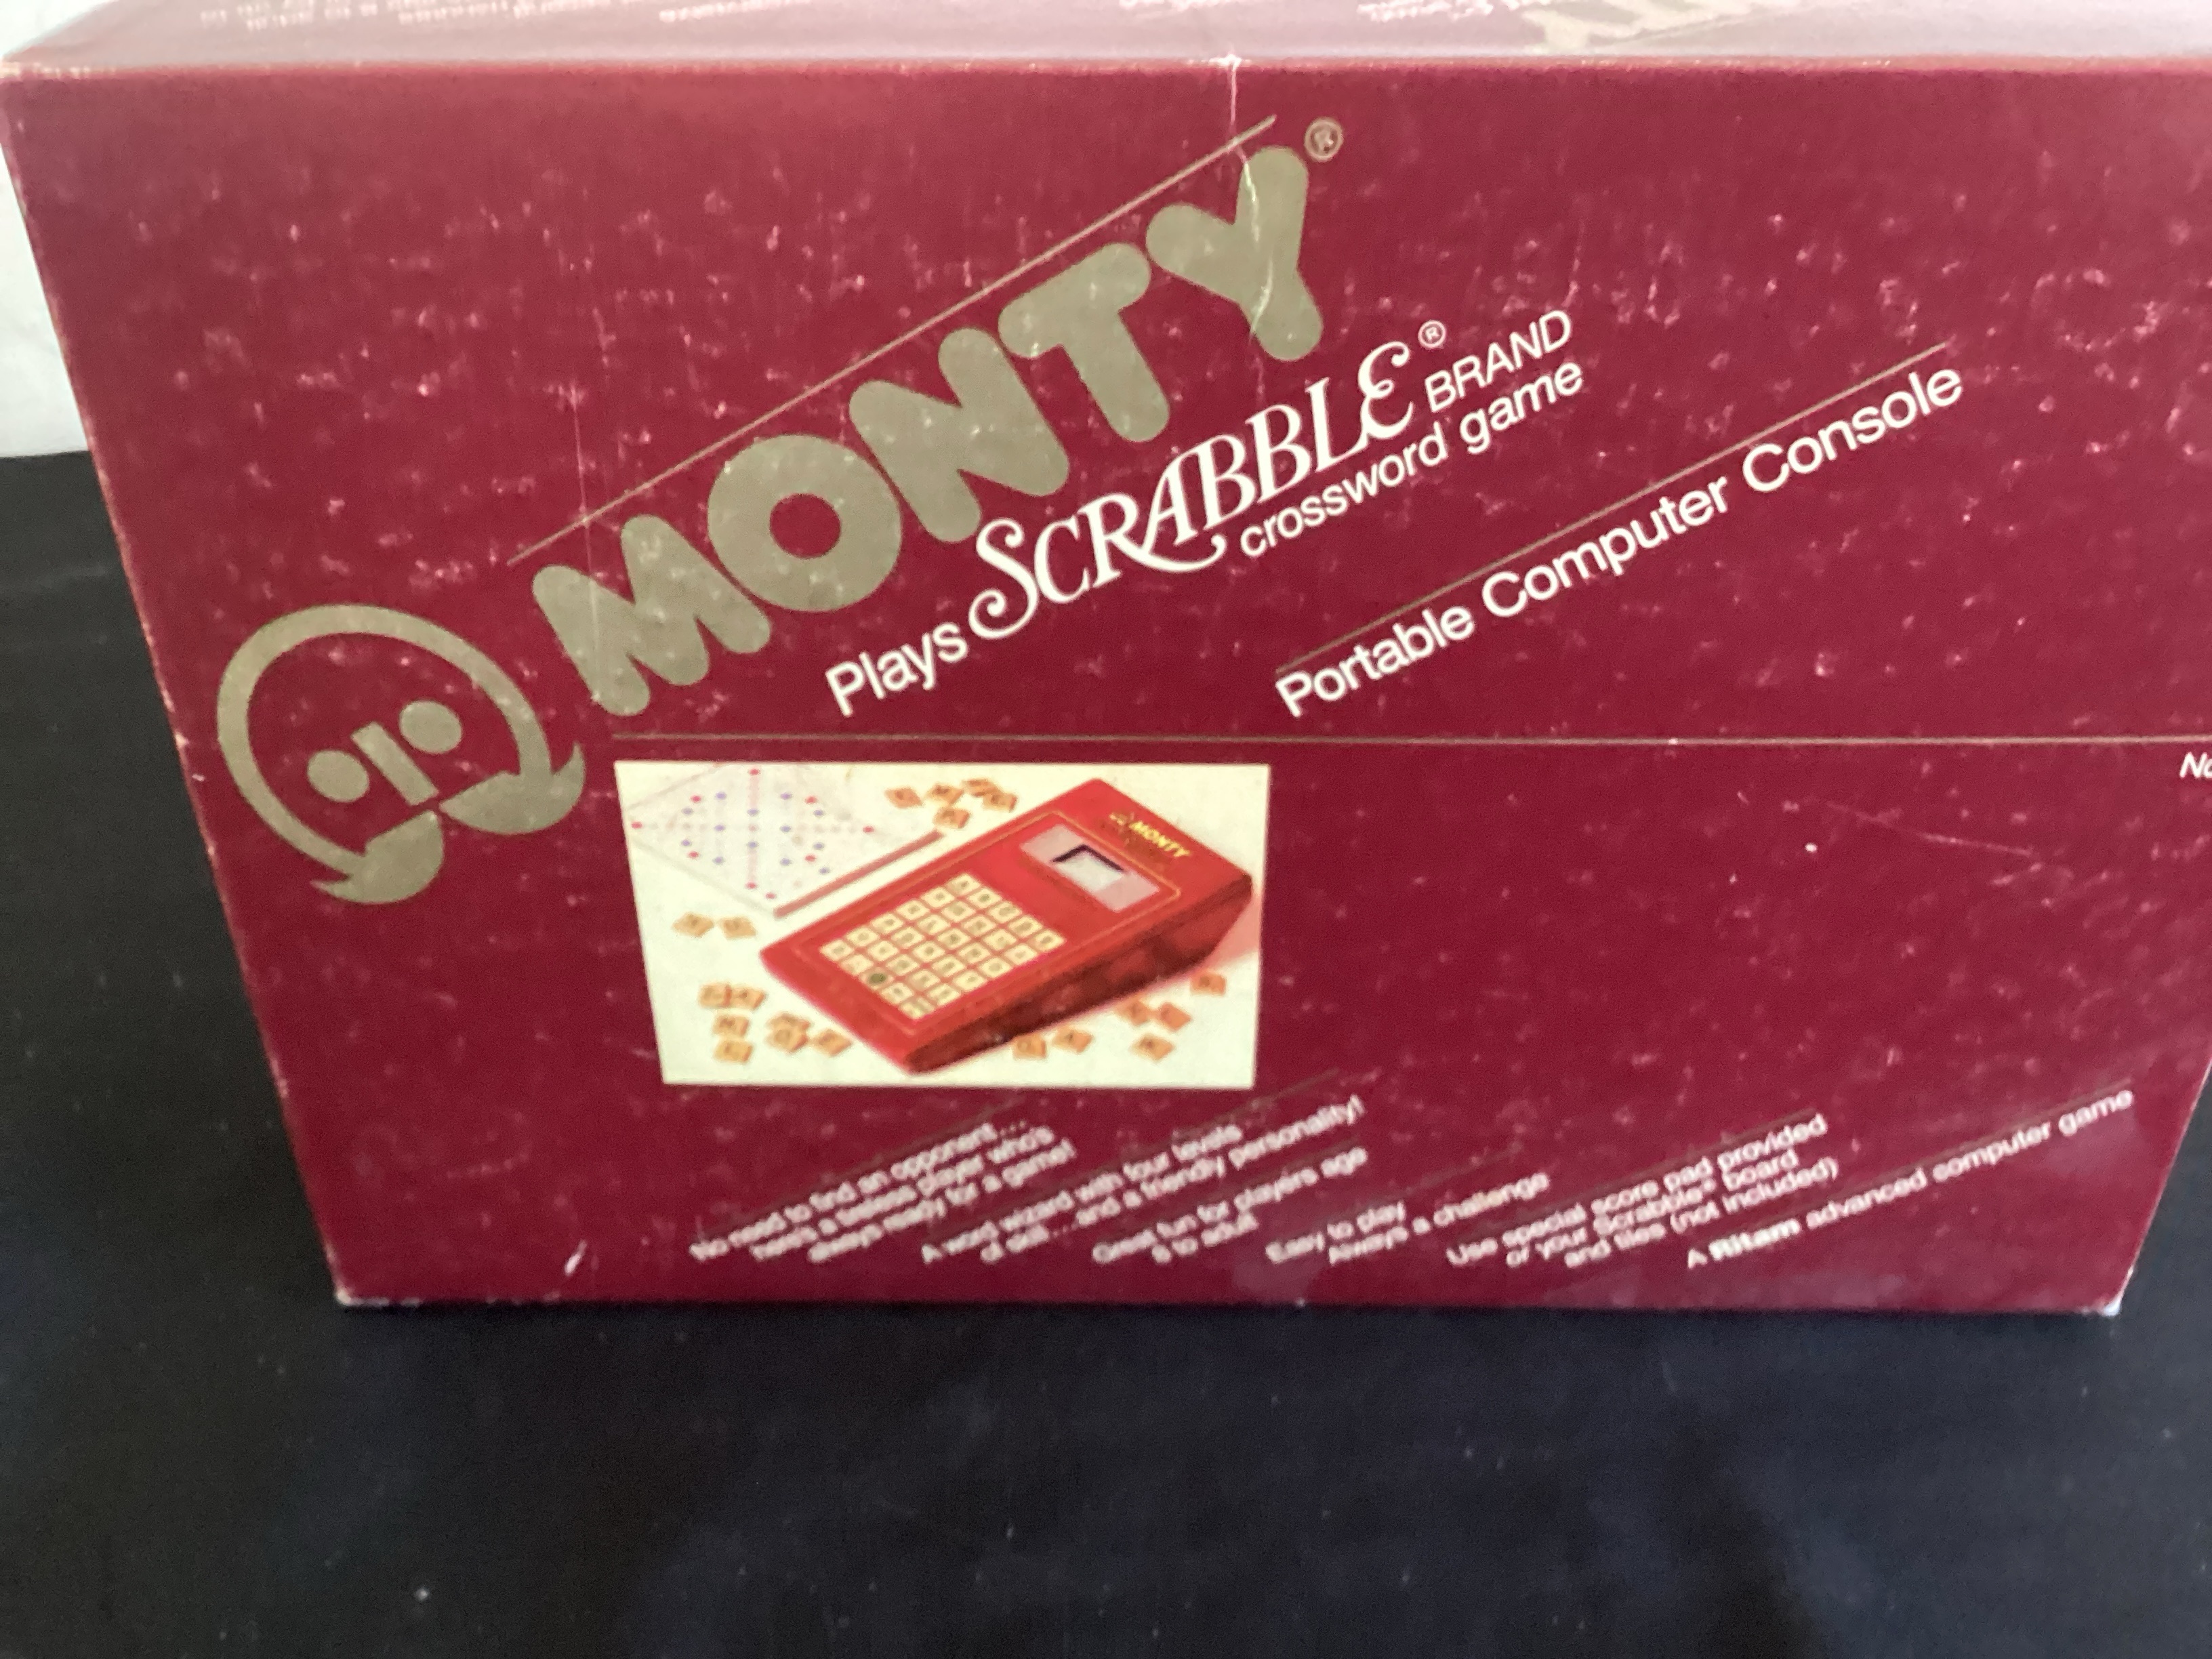 MONTY®
Plays SCRABBLE® BRAND
crossword game
Portable Computer Console
MONTY
No need to find an opponent...
here's a tireless player who's
always ready for a game!
A word wizard with four levels
of skill...and a friendly personality!
Great fun for players age
to adult
Easy to play
Always a challenge
Use special score pad provided
or your Scrabble® board
and tiles (not included)
A Ritam advanced computer game